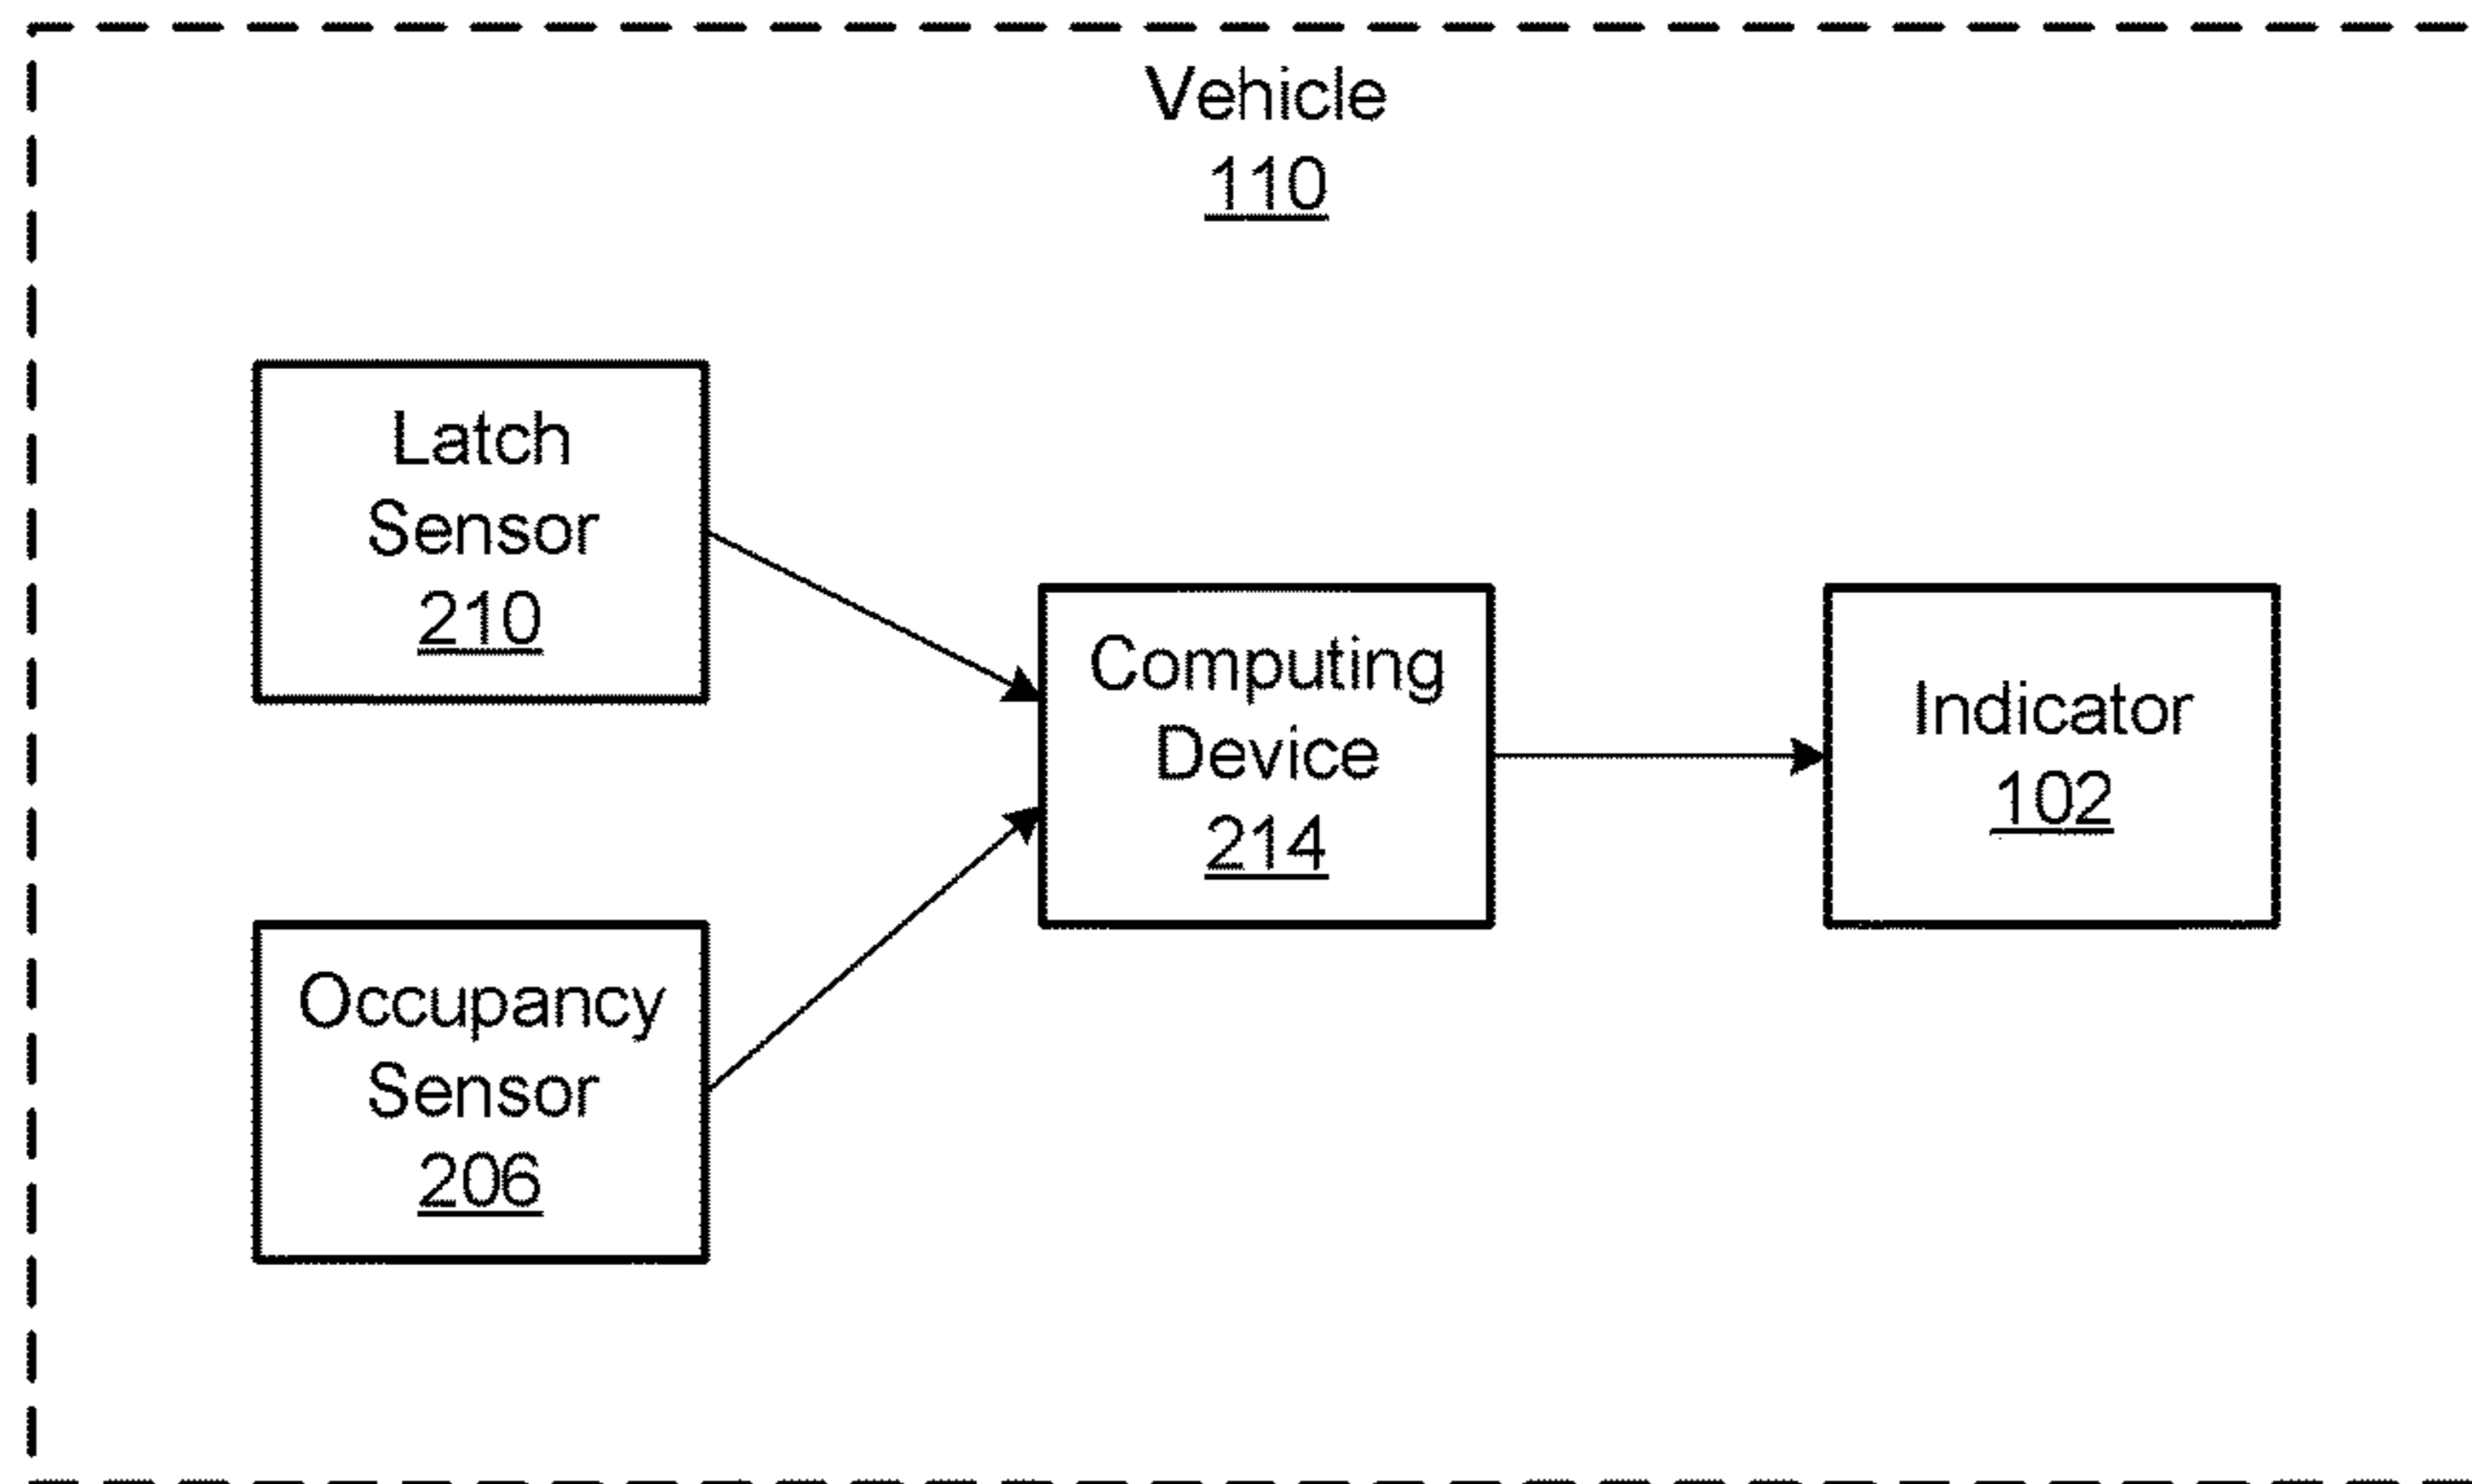 Vehicle
110
Latch
Sensor
210
Occupancy
Sensor
206
Computing
Device
214
Indicator
102